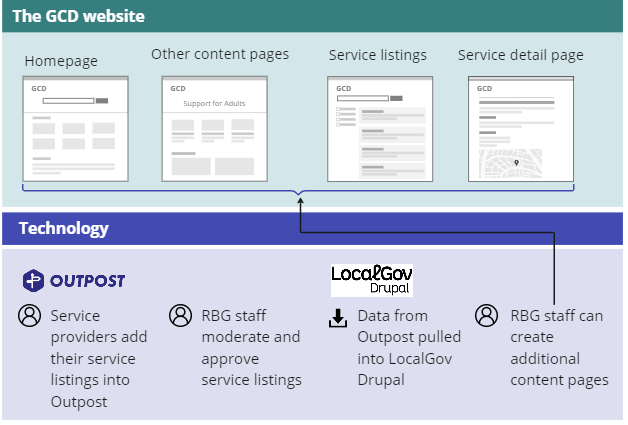 The GCD website
Homepage
Other content pages
Service listings
Service detail page
GCD
GCD
Support for Adults
GCD
GCD
Technology
OUTPOST
Service
providers add
their service
listings into
Outpost
RBG staff
moderate and
approve
service listings
LocalGov
Drupal
Data from
Outpost pulled
into LocalGov
Drupal
RBG staff can
create
additional
content pages